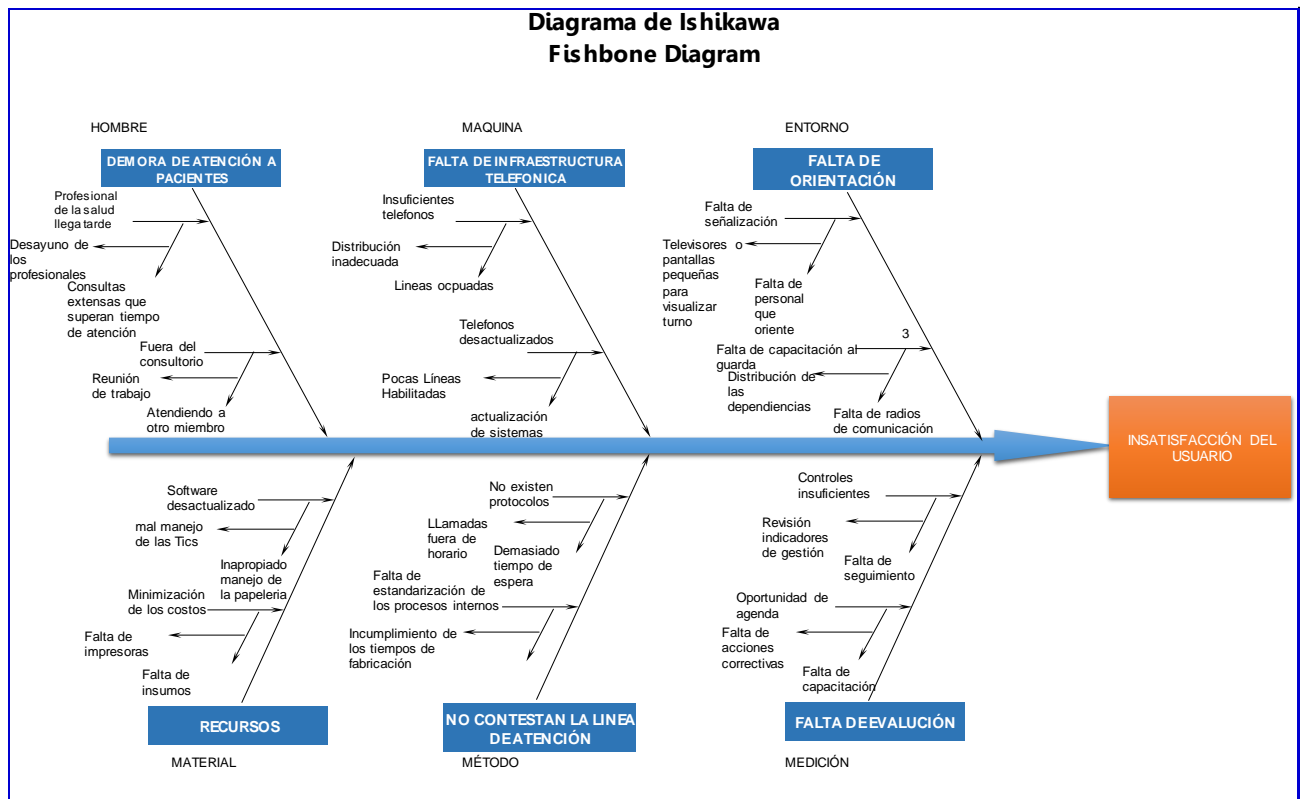 Diagrama de Ishikawa
Fishbone Diagram
HOMBRE
MAQUINA
ENTORNO
DEMORA DE ATENCIÓN A
PACIENTES
FALTA DE INFRAESTRUCTURA
TELEFONICA
FALTA DE
ORIENTACIÓN
Profesional
de la salud
llega tarde
Desayuno de
los
profesionales
Consultas
extensas que
superan tiempo
de atención
Fuera del
consultorio
Reunión
de trabajo
Atendiendo a
otro miembro
Insuficientes
telefonos
Distribución
inadecuada
Lineas ocpuadas
Telefonos
desactualizados
Pocas Líneas
Habilitadas
actualización
de sistemas
Falta de
señalización
Televisores o
pantallas
pequeñas
para
visualizar
turno
Falta de
personal
que
oriente
3
Falta de capacitación al
guarda
Distribución de
las
dependiencias
Falta de radios
de comunicación
INSATISFACCIÓN DEL
USUARIO
Software
desactualizado
mal manejo
de las Tics
Inapropiado
manejo de
la papeleria
Minimización
de los costos
Falta de
impresoras
Falta de
insumos
No existen
protocolos
LLamadas
fuera de
horario
Demasiado
tiempo de
espera
Falta de
estandarización de
los procesos internos
Incumplimiento de
los tiempos de
fabricación
Controles
insuficientes
Revisión
indicadores
de gestión
Falta de
seguimiento
Oportunidad de
agenda
Falta de
acciones
correctivas
Falta de
capacitación
RECURSOS
NO CONTESTAN LA LINEA
DE ATENCIÓN
FALTA DE EVALUCIÓN
MATERIAL
MÉTODO
MEDICIÓN